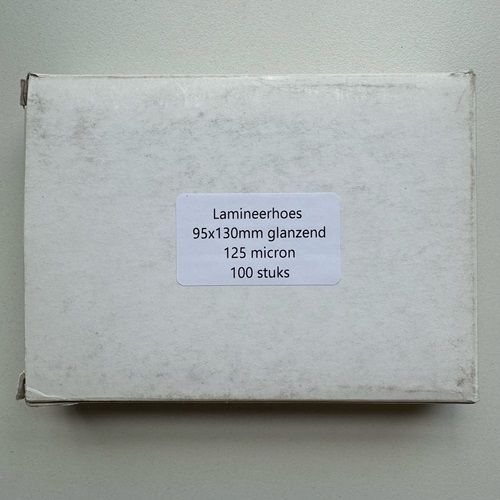 Lamineerhoes
95x130mm glanzend
125 micron
100 stuks